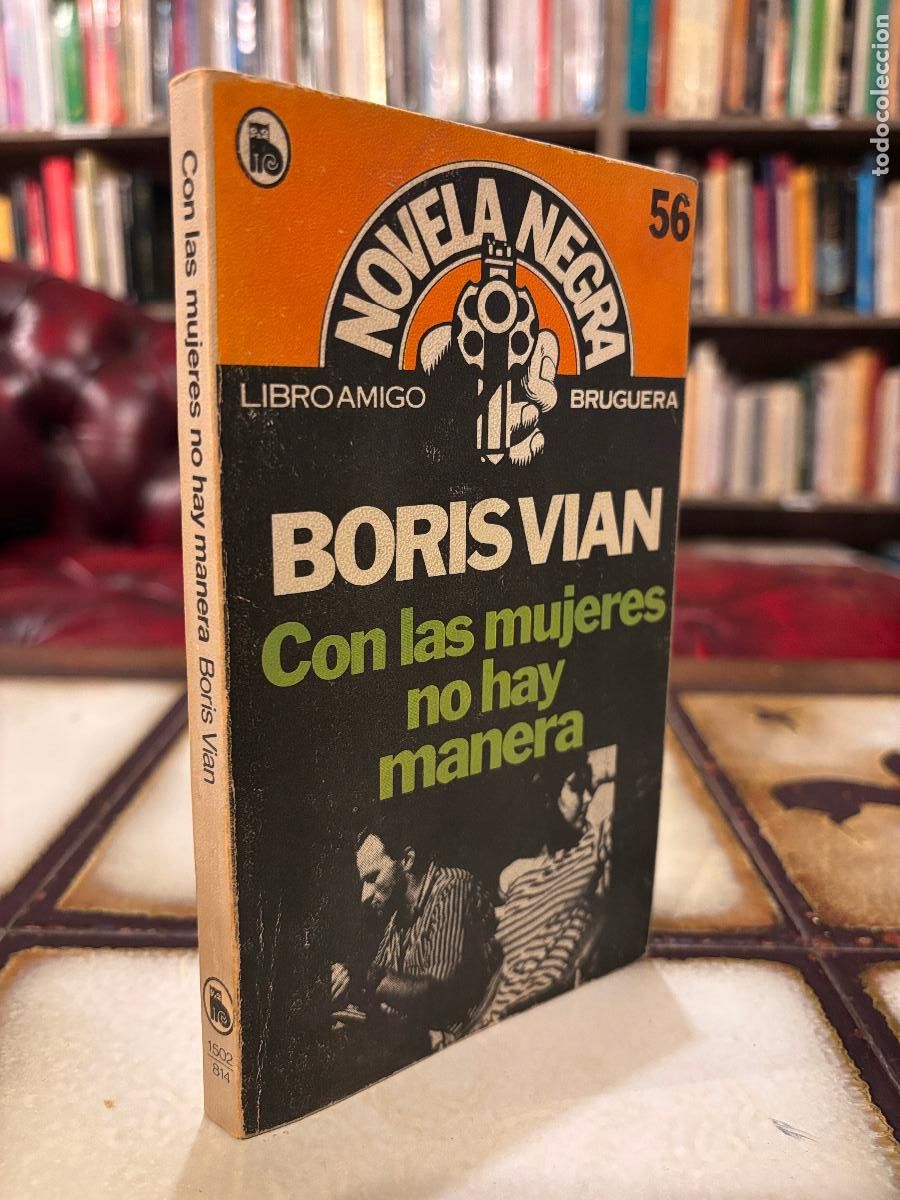 NOVELA NEGRA
56
LIBRO AMIGO
BRUGUERA
BORIS VIAN
Con las mujeres
no hay
manera
Con las mujeres no hay manera Boris Vian
1502
814
todocoleccion